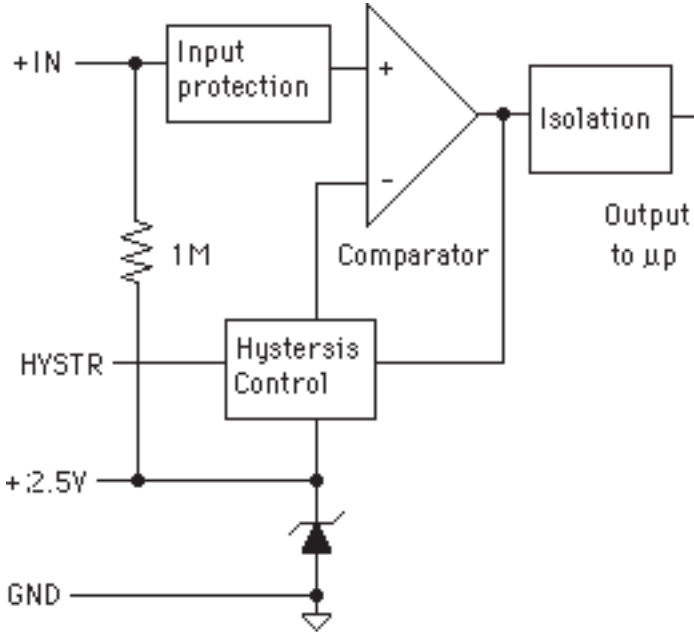 +IN
Input
protection
+
Isolation
-
Output
to µp
1M
Comparator
HYSTR
Hystersis
Control
+:2.5V
GND